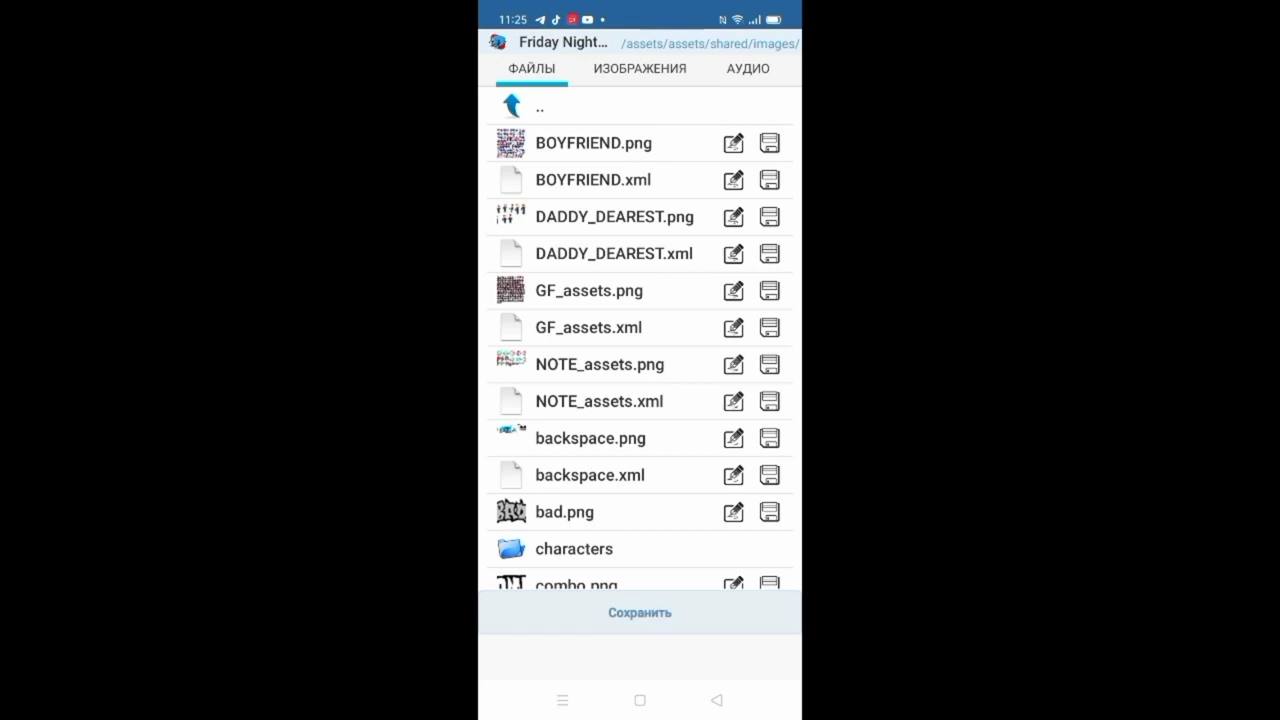 11:25
Friday Night... /assets/assets/shared/images/
ФАЙЛЫ ИЗОБРАЖЕНИЯ АУДИО
..
BOYFRIEND.png
BOYFRIEND.xml
DADDY_DEAREST.png
DADDY_DEAREST.xml
GF_assets.png
GF_assets.xml
NOTE_assets.png
NOTE_assets.xml
backspace.png
backspace.xml
BAD bad.png
characters
combo.png
Сохранить